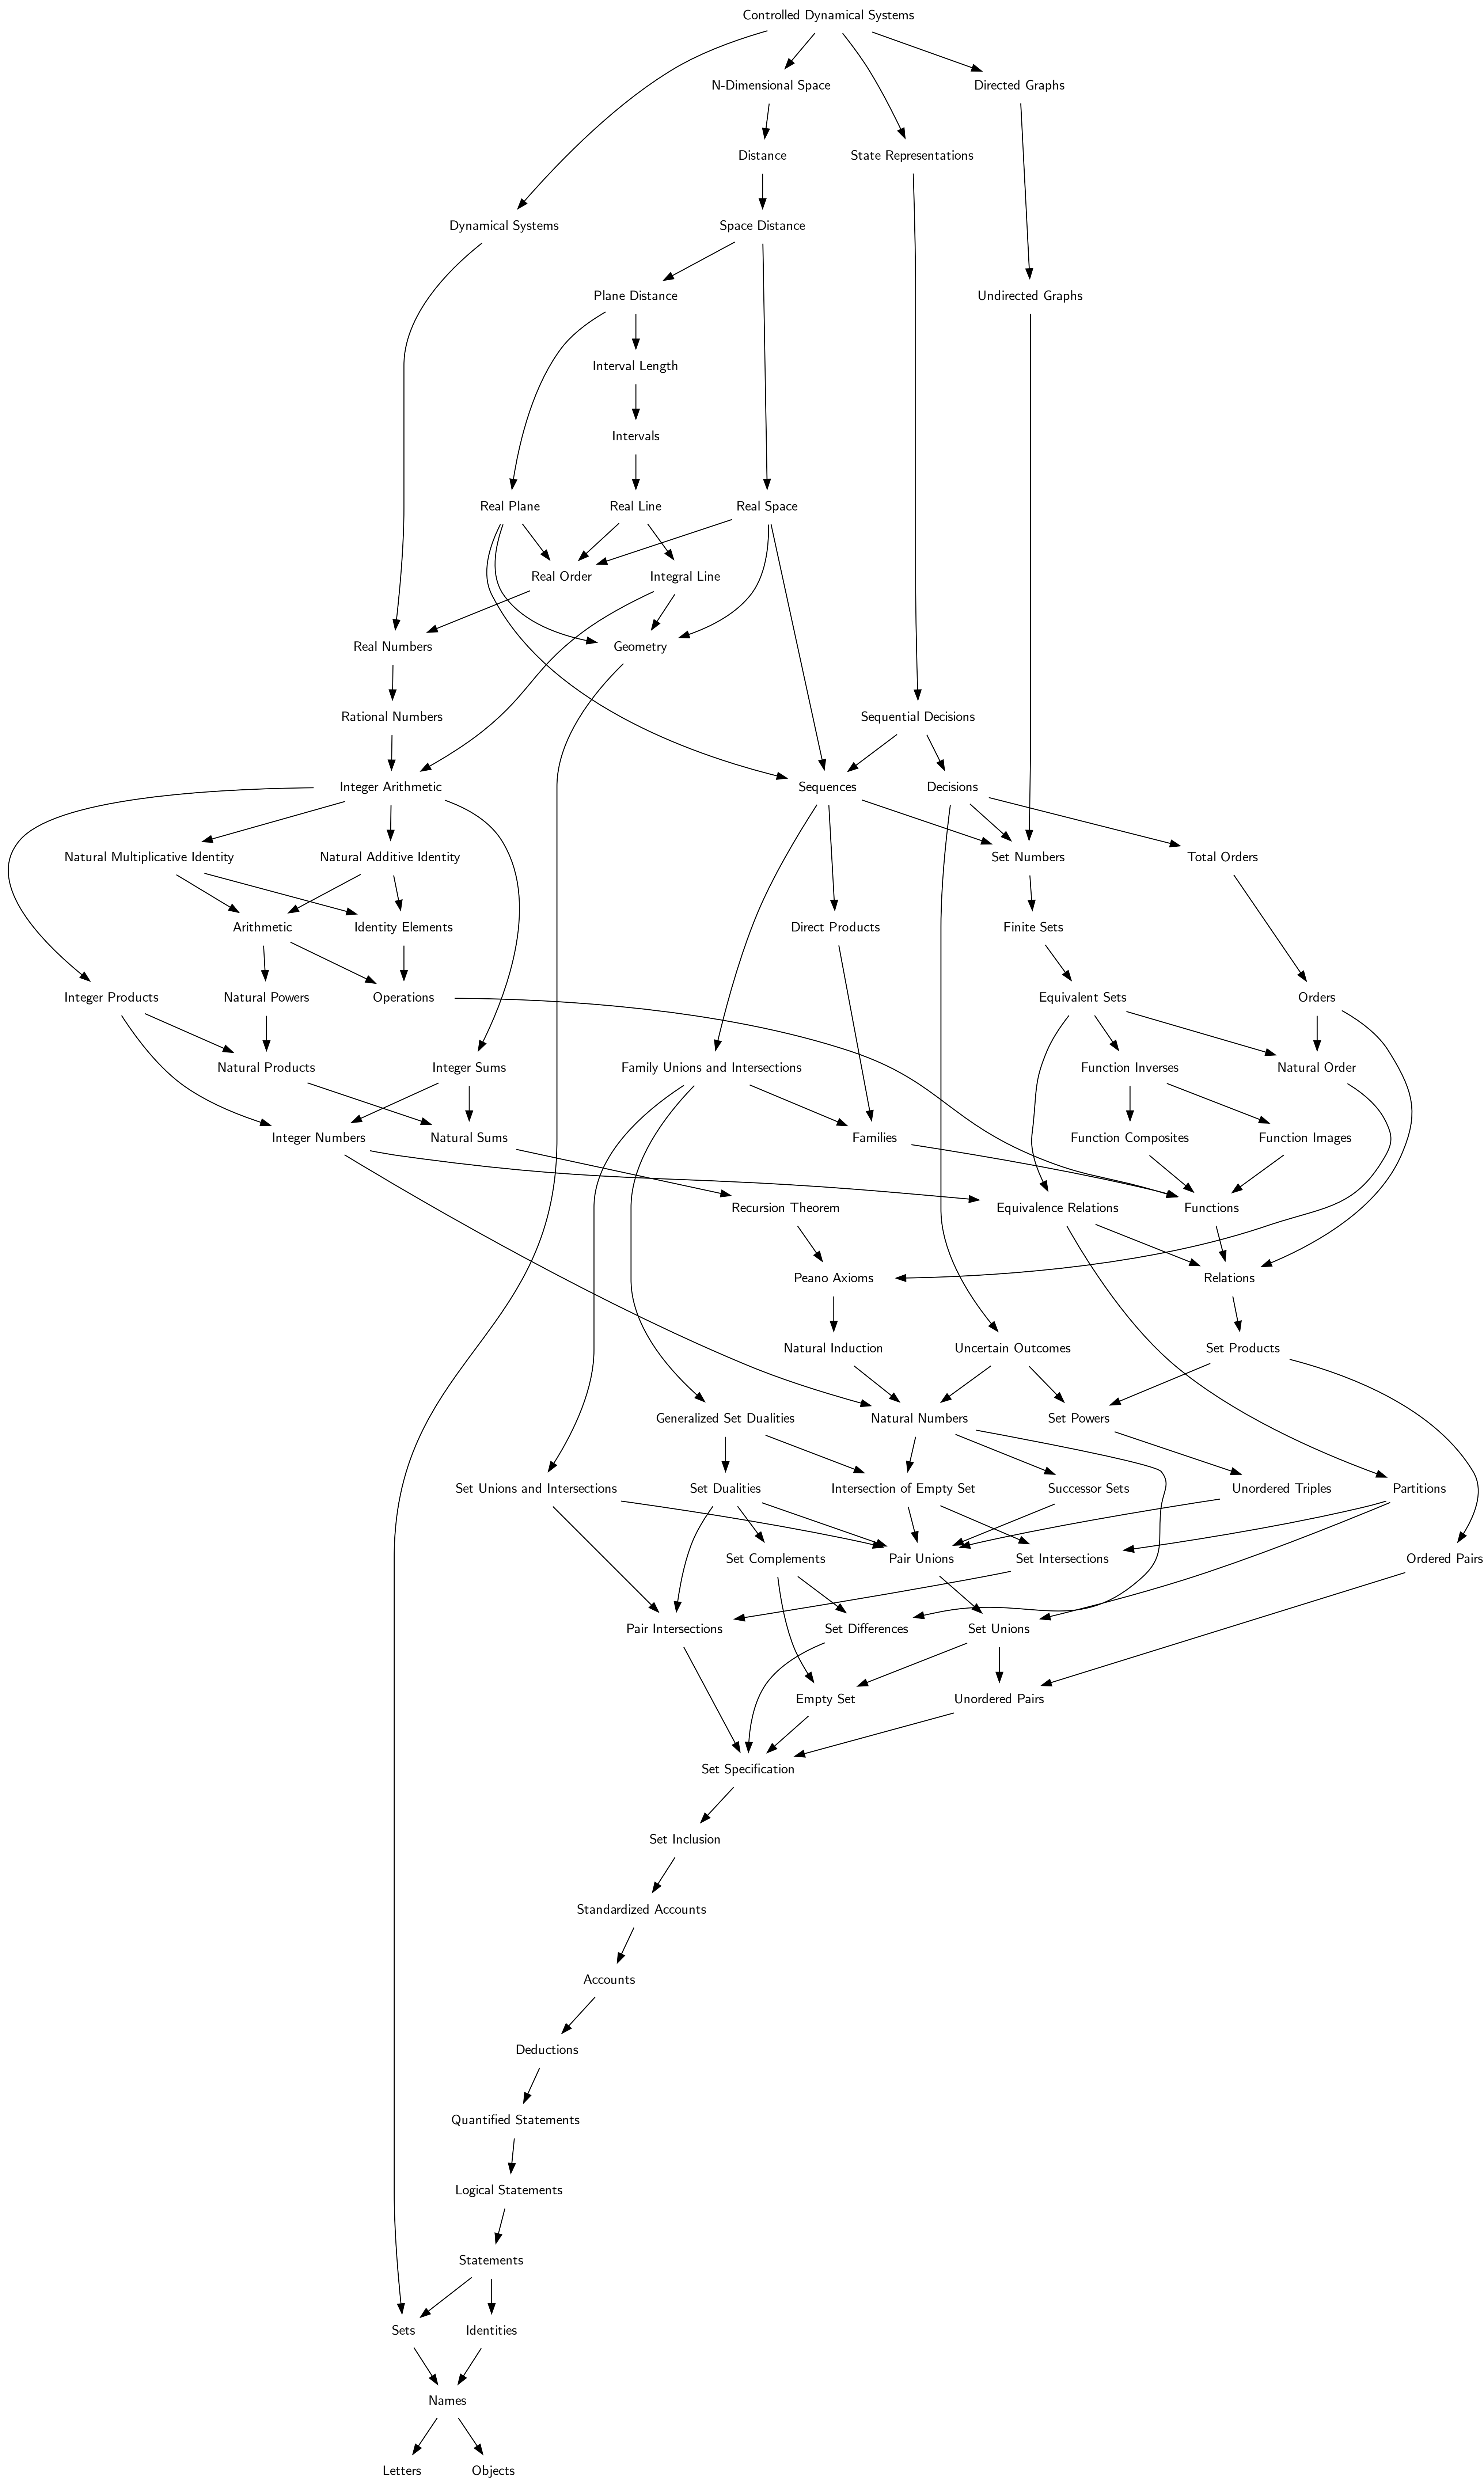 Controlled Dynamical Systems
N-Dimensional Space
Directed Graphs
Distance
State Representations
Dynamical Systems
Space Distance
Plane Distance
Undirected Graphs
Interval Length
Intervals
Real Plane
Real Line
Real Space
Real Order
Integral Line
Real Numbers
Geometry
Rational Numbers
Sequential Decisions
Integer Arithmetic
Sequences
Decisions
Natural Multiplicative Identity
Natural Additive Identity
Set Numbers
Total Orders
Arithmetic
Identity Elements
Direct Products
Finite Sets
Integer Products
Natural Powers
Operations
Equivalent Sets
Orders
Natural Products
Integer Sums
Family Unions and Intersections
Function Inverses
Natural Order
Integer Numbers
Natural Sums
Families
Function Composites
Function Images
Recursion Theorem
Equivalence Relations
Functions
Peano Axioms
Relations
Natural Induction
Uncertain Outcomes
Set Products
Generalized Set Dualities
Natural Numbers
Set Powers
Set Unions and Intersections
Set Dualities
Intersection of Empty Set
Successor Sets
Unordered Triples
Partitions
Set Complements
Pair Unions
Set Intersections
Ordered Pairs
Pair Intersections
Set Differences
Set Unions
Empty Set
Unordered Pairs
Set Specification
Set Inclusion
Standardized Accounts
Accounts
Deductions
Quantified Statements
Logical Statements
Statements
Sets
Identities
Names
Letters
Objects